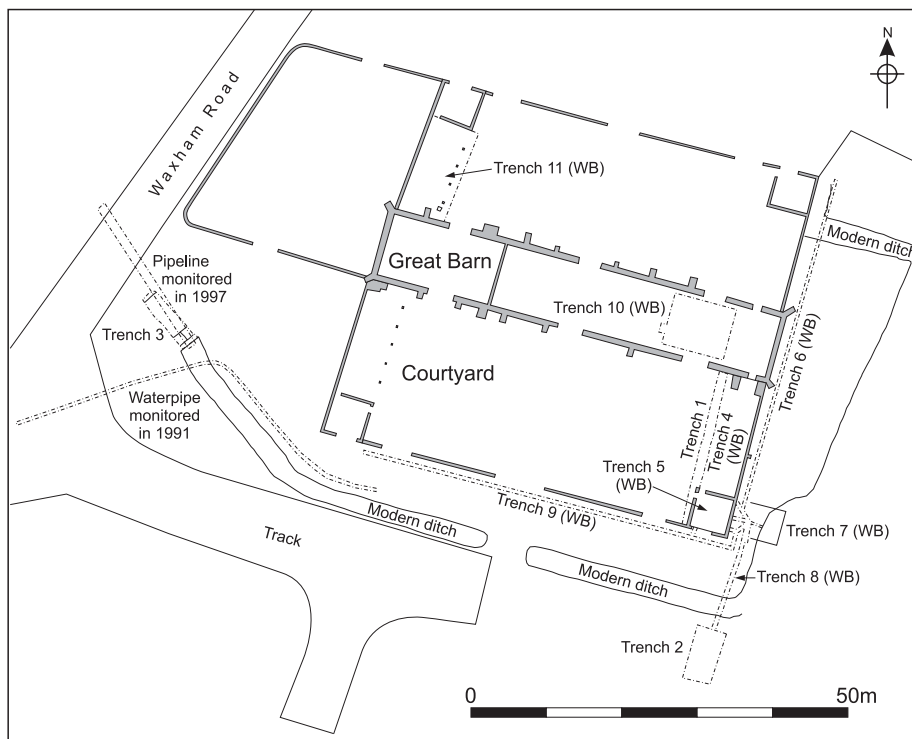 N
Waxham Road
Trench 11 (WB)
Modern ditch
Pipeline
monitored
in 1997
Great Barn
Trench 10 (WB)
Trench 3
Trench 6 (WB)
Courtyard
Waterpipe
monitored
in 1991
Trench 1
Trench 4
(WB)
Trench 5
(WB)
Trench 9 (WB)
Modern ditch
Track
Trench 7 (WB)
Modern ditch
Trench 8 (WB)
Trench 2
0
50m